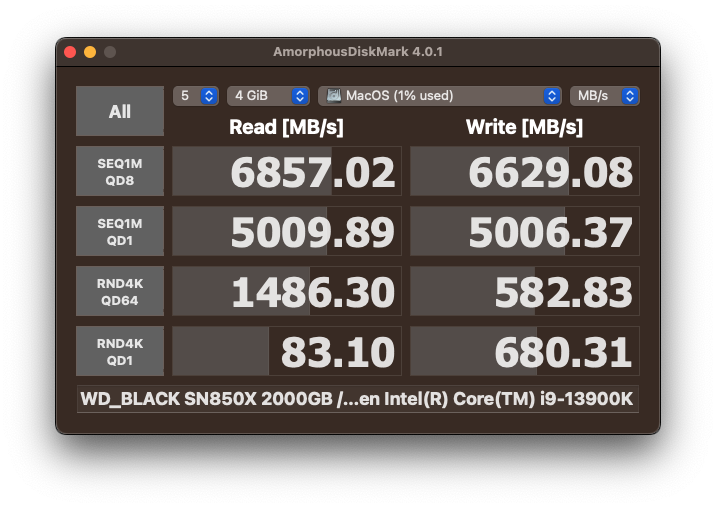 AmorphousDiskMark 4.0.1
All
5 4 GiB MacOS (1% used) MB/s
Read [MB/s] Write [MB/s]
SEQ1M
QD8
6857.02 6629.08
SEQ1M
QD1
5009.89 5006.37
RND4K
QD64
1486.30 582.83
RND4K
QD1
83.10 680.31
WD_BLACK SN850X 2000GB /...en Intel(R) Core(TM) i9-13900K